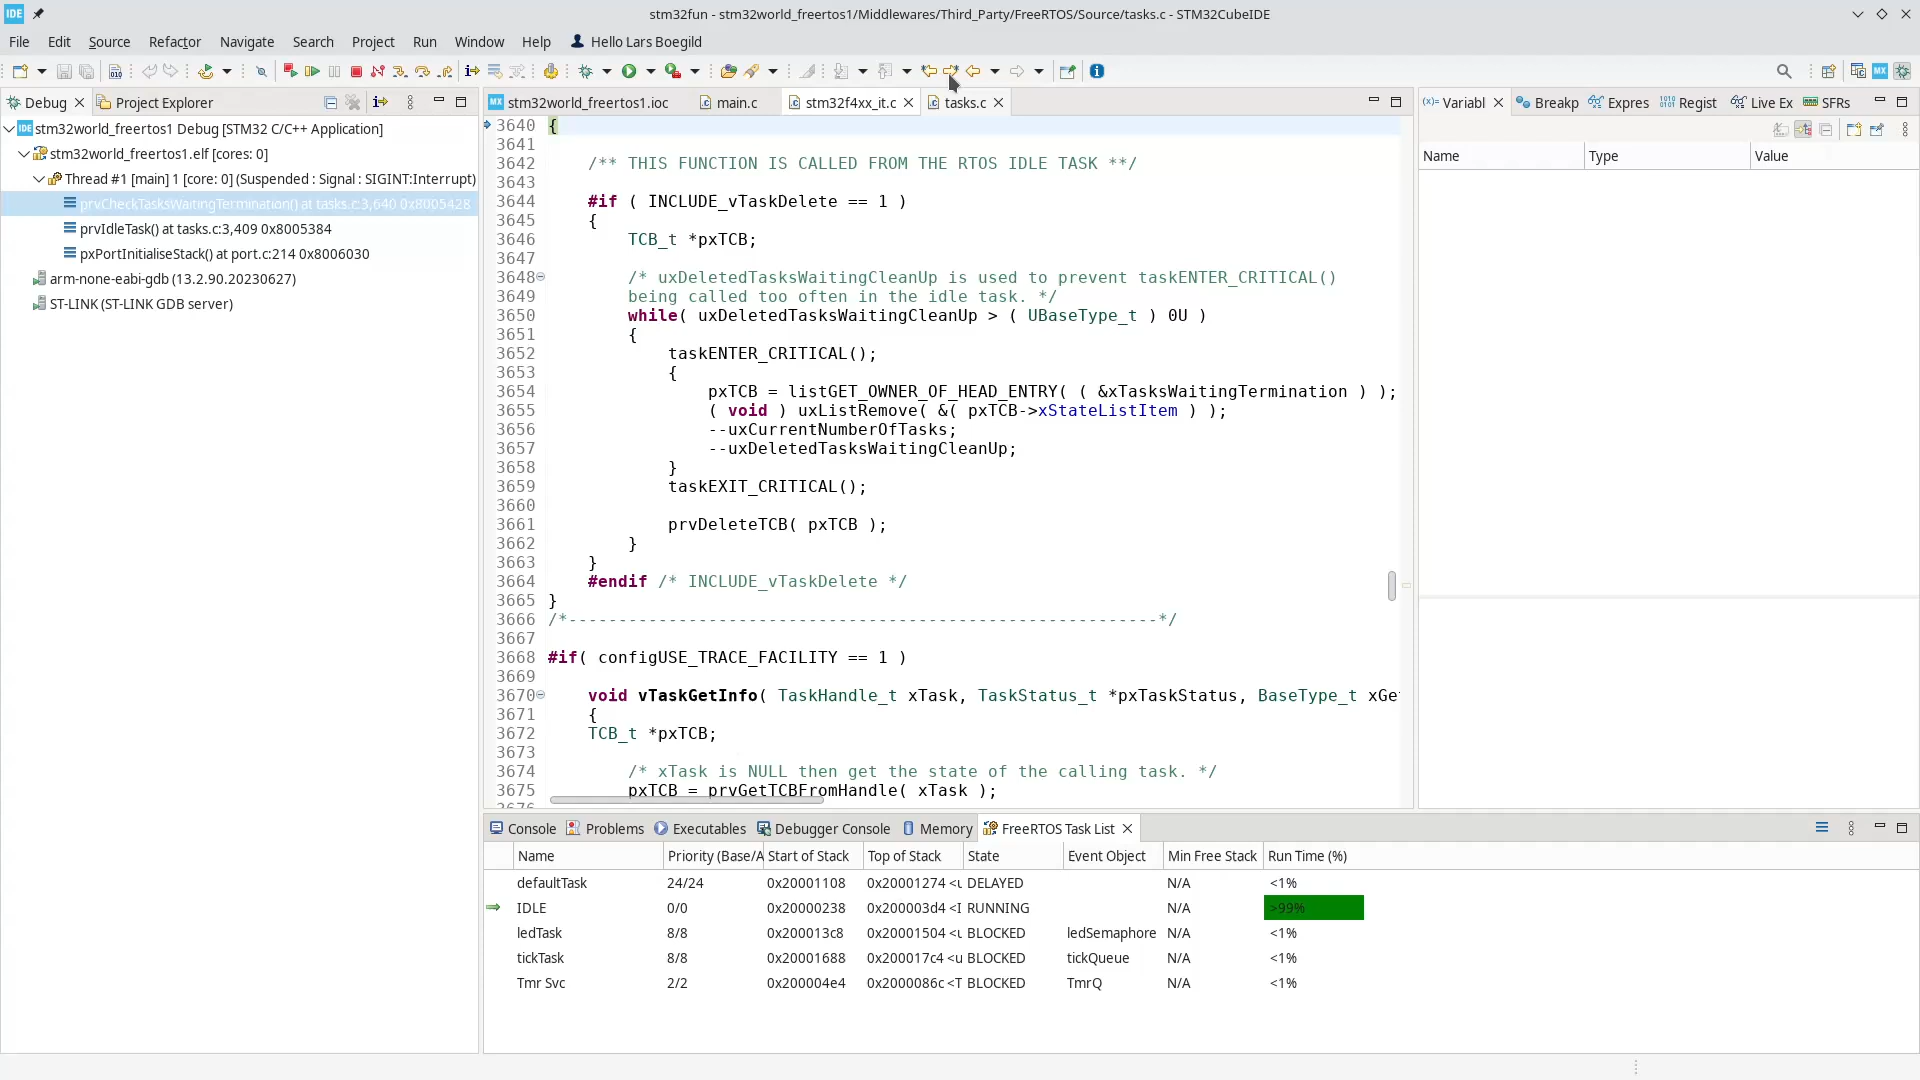 IDE
stm32fun - stm32world_freertos1/Middlewares/Third_Party/FreeRTOS/Source/tasks.c - STM32CubeIDE
File Edit Source Refactor Navigate Search Project Run Window Help Hello Lars Boegild
Debug Project Explorer
stm32world_freertos1 Debug [STM32 C/C++ Application]
stm32world_freertos1.elf [cores: 0]
Thread #1 [main] 1 [core: 0] (Suspended : Signal : SIGINT:Interrupt)
prvCheckTasksWaitingTermination() at tasks.c:3,640 0x8005428
prvIdleTask() at tasks.c:3,409 0x8005384
pxPortInitialiseStack() at port.c:214 0x8006030
arm-none-eabi-gdb (13.2.90.20230627)
ST-LINK (ST-LINK GDB server)
stm32world_freertos1.ioc main.c stm32f4xx_it.c tasks.c
3640 {
3641
3642 /** THIS FUNCTION IS CALLED FROM THE RTOS IDLE TASK **/
3643
3644 #if ( INCLUDE_vTaskDelete == 1 )
3645 {
3646 TCB_t *pxTCB;
3647
3648 /* uxDeletedTasksWaitingCleanUp is used to prevent taskENTER_CRITICAL()
3649 being called too often in the idle task. */
3650 while( uxDeletedTasksWaitingCleanUp > ( UBaseType_t ) 0U )
3651 {
3652 taskENTER_CRITICAL();
3653 {
3654 pxTCB = listGET_OWNER_OF_HEAD_ENTRY( ( &xTasksWaitingTermination ) );
3655 ( void ) uxListRemove( &( pxTCB->xStateListItem ) );
3656 --uxCurrentNumberOfTasks;
3657 --uxDeletedTasksWaitingCleanUp;
3658 }
3659 taskEXIT_CRITICAL();
3660
3661 prvDeleteTCB( pxTCB );
3662 }
3663 }
3664 #endif /* INCLUDE_vTaskDelete */
3665 }
3666 /*-----------------------------------------------------------*/
3667
3668 #if( configUSE_TRACE_FACILITY == 1 )
3669
3670 void vTaskGetInfo( TaskHandle_t xTask, TaskStatus_t *pxTaskStatus, BaseType_t xGe
3671 {
3672 TCB_t *pxTCB;
3673
3674 /* xTask is NULL then get the state of the calling task. */
3675 pxTCB = prvGetTCBFromHandle( xTask );
3676
(x)= Variabl Breakp Expres Regist Live Ex SFRs
Name Type Value
Console Problems Executables Debugger Console Memory FreeRTOS Task List
Name Priority (Base/A Start of Stack Top of Stack State Event Object Min Free Stack Run Time (%)
defaultTask 24/24 0x20001108 0x20001274 <u DELAYED N/A <1%
IDLE 0/0 0x20000238 0x200003d4 <I RUNNING N/A >99%
ledTask 8/8 0x200013c8 0x20001504 <u BLOCKED ledSemaphore N/A <1%
tickTask 8/8 0x20001688 0x200017c4 <u BLOCKED tickQueue N/A <1%
Tmr Svc 2/2 0x200004e4 0x2000086c <T BLOCKED TmrQ N/A <1%